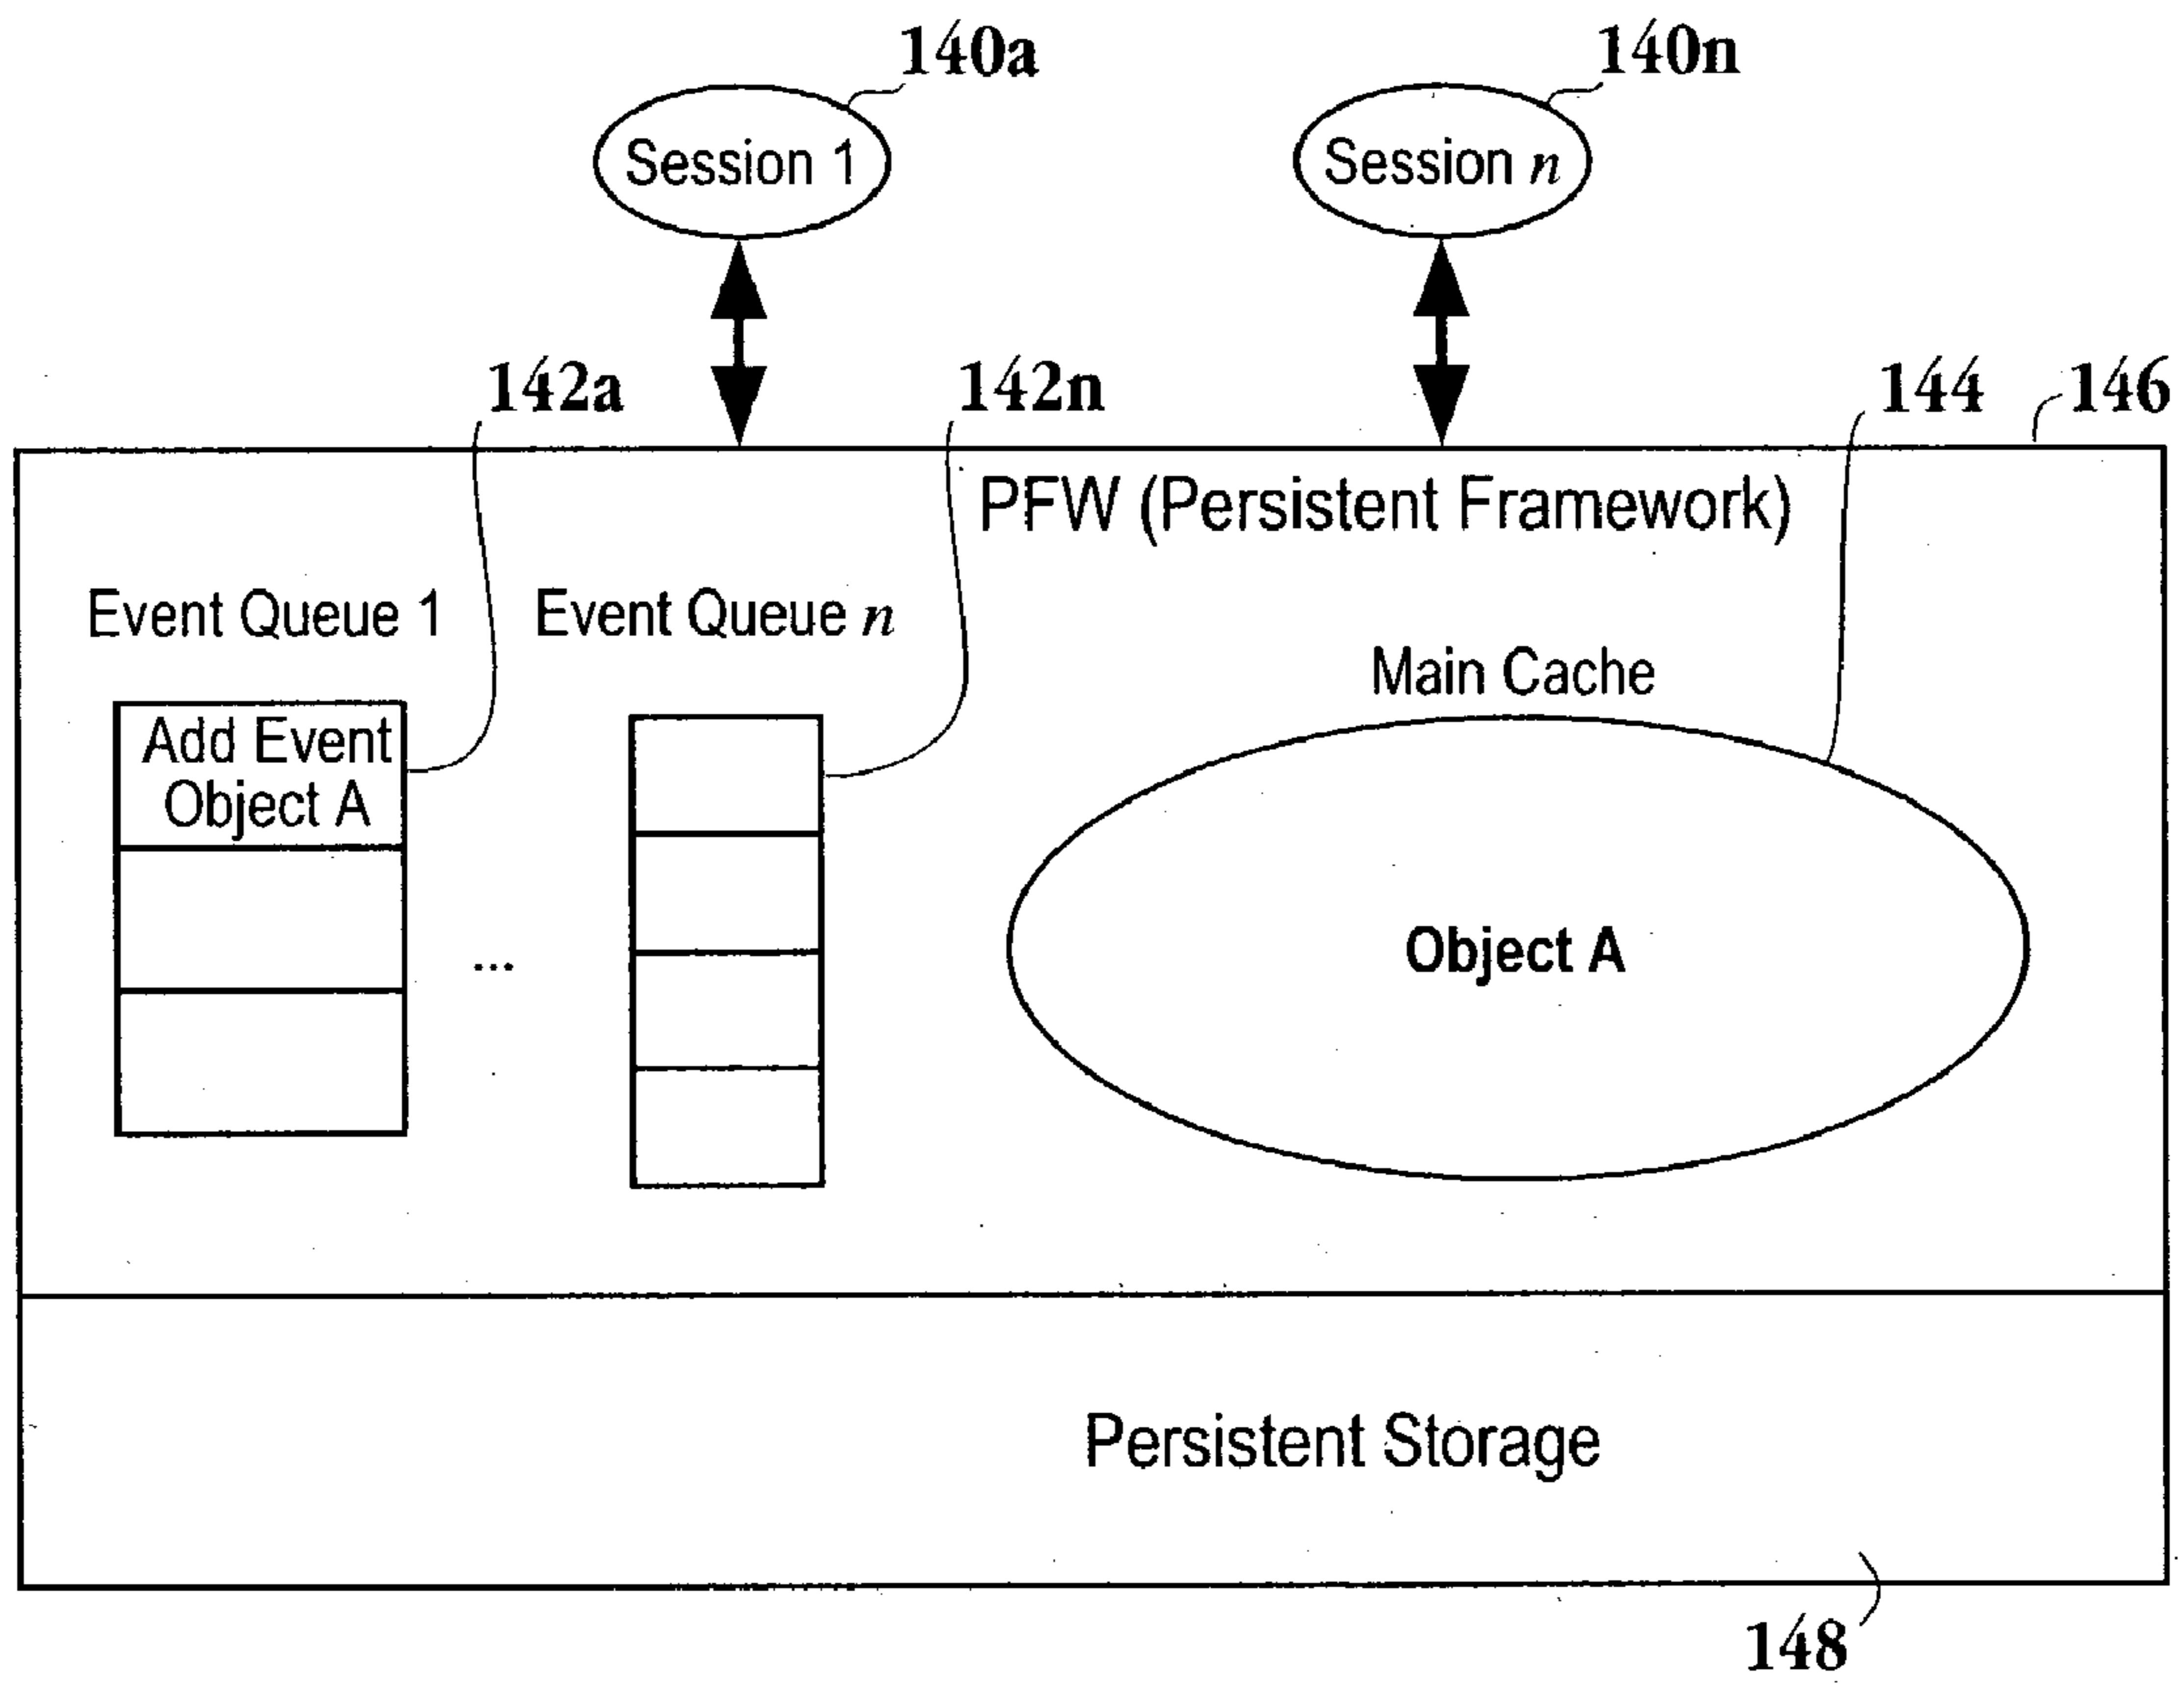 140a
140n
Session 1
Session n
142a
142n
144
146
PFW (Persistent Framework)
Event Queue 1
Event Queue n
Main Cache
Add Event
Object A
...
Object A
Persistent Storage
148